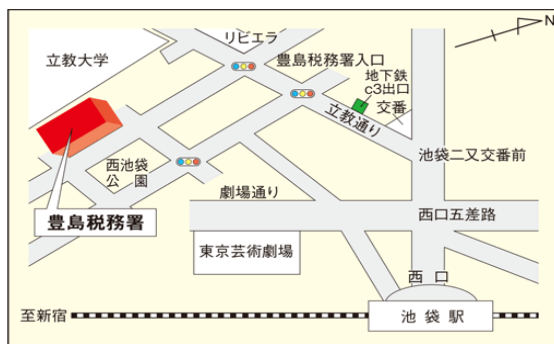 N
リビエラ
立教大学
豊島税務署入口
地下鉄
c3出口
交番
立教通り
池袋二又交番前
西池袋
公園
劇場通り
豊島税務署
西口五差路
東京芸術劇場
西口
至新宿
池袋駅